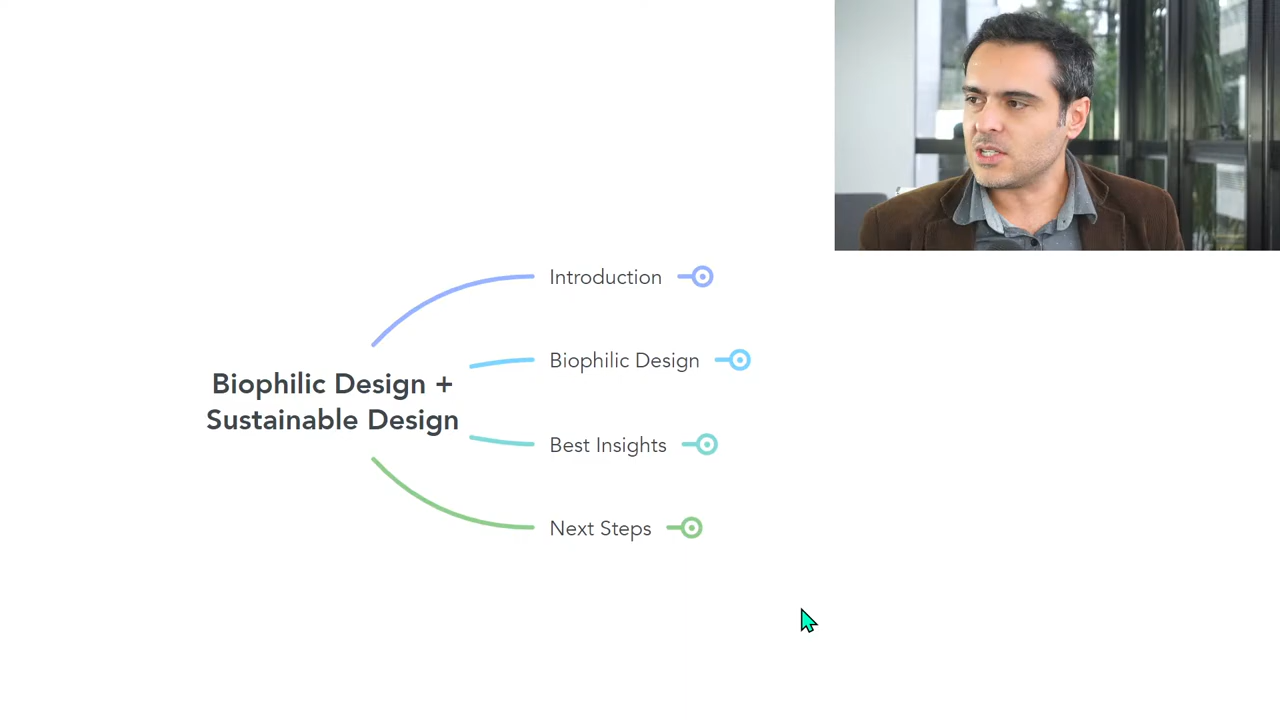 Biophilic Design +
Sustainable Design
Introduction
Biophilic Design
Best Insights
Next Steps